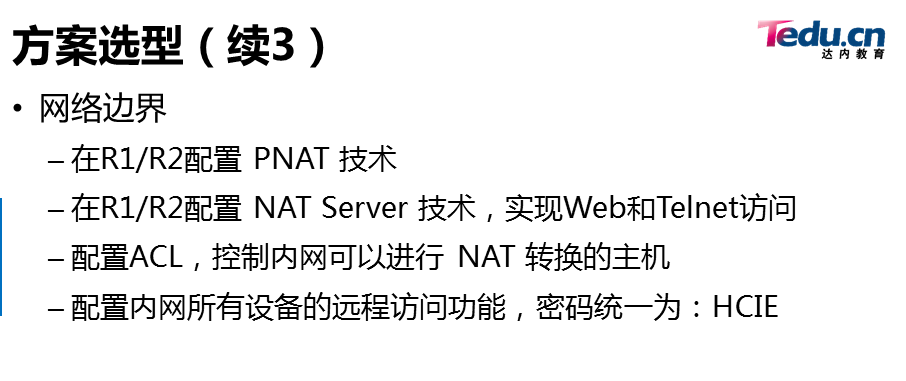 方案选型（续3）
Tedu.cn
达内教育
• 网络边界
– 在R1/R2配置 PNAT 技术
– 在R1/R2配置 NAT Server 技术，实现Web和Telnet访问
– 配置ACL，控制内网可以进行 NAT 转换的主机
– 配置内网所有设备的远程访问功能，密码统一为：HCIE